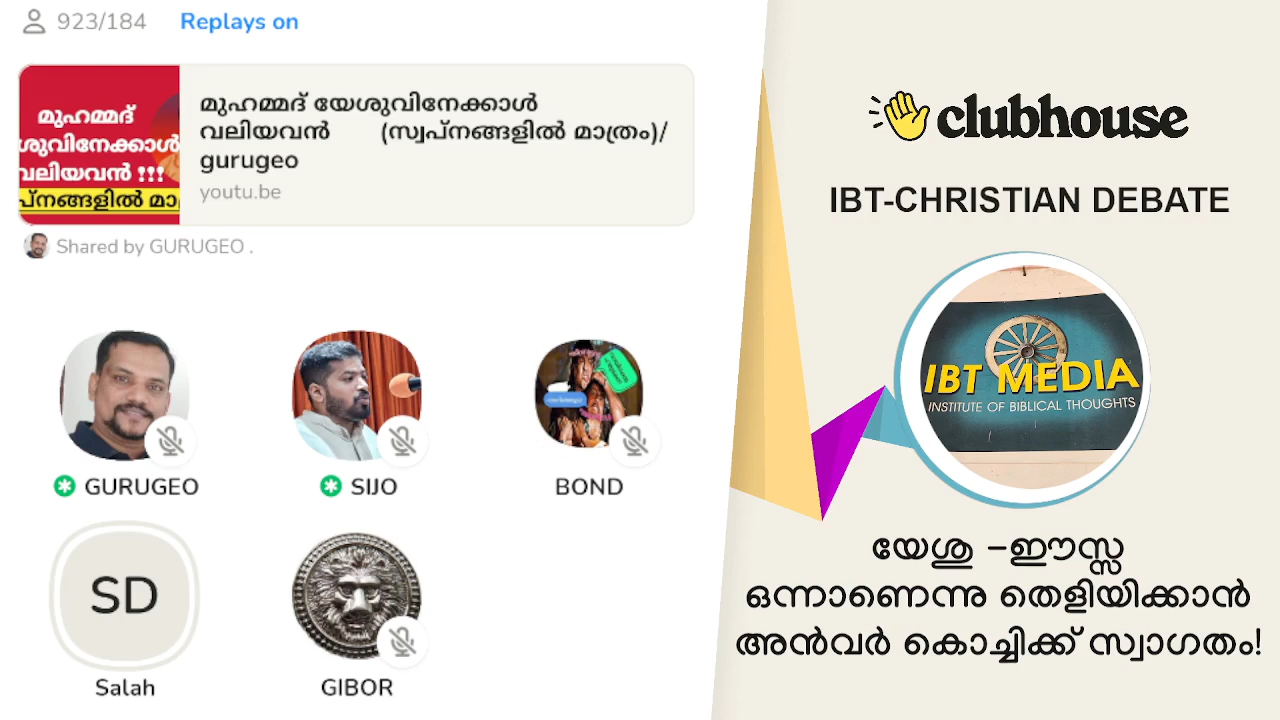 923/184 Replays on
മുഹമ്മദ്
ശുവിനേക്കാൾ
വലിയവൻ !!!
പ്നങ്ങളിൽ മാ
മുഹമ്മദ് യേശുവിനേക്കാൾ
വലിയവൻ (സ്വപ്നങ്ങളിൽ മാത്രം)/
gurugeo
youtu.be
Shared by GURUGEO .
GURUGEO
SIJO
BOND
SD
Salah
GIBOR
clubhouse
IBT-CHRISTIAN DEBATE
IBT MEDIA
INSTITUTE OF BIBLICAL THOUGHTS
യേശു -ഈസ്സ
ഒന്നാണെന്നു തെളിയിക്കാൻ
അൻവർ കൊച്ചിക്ക് സ്വാഗതം!